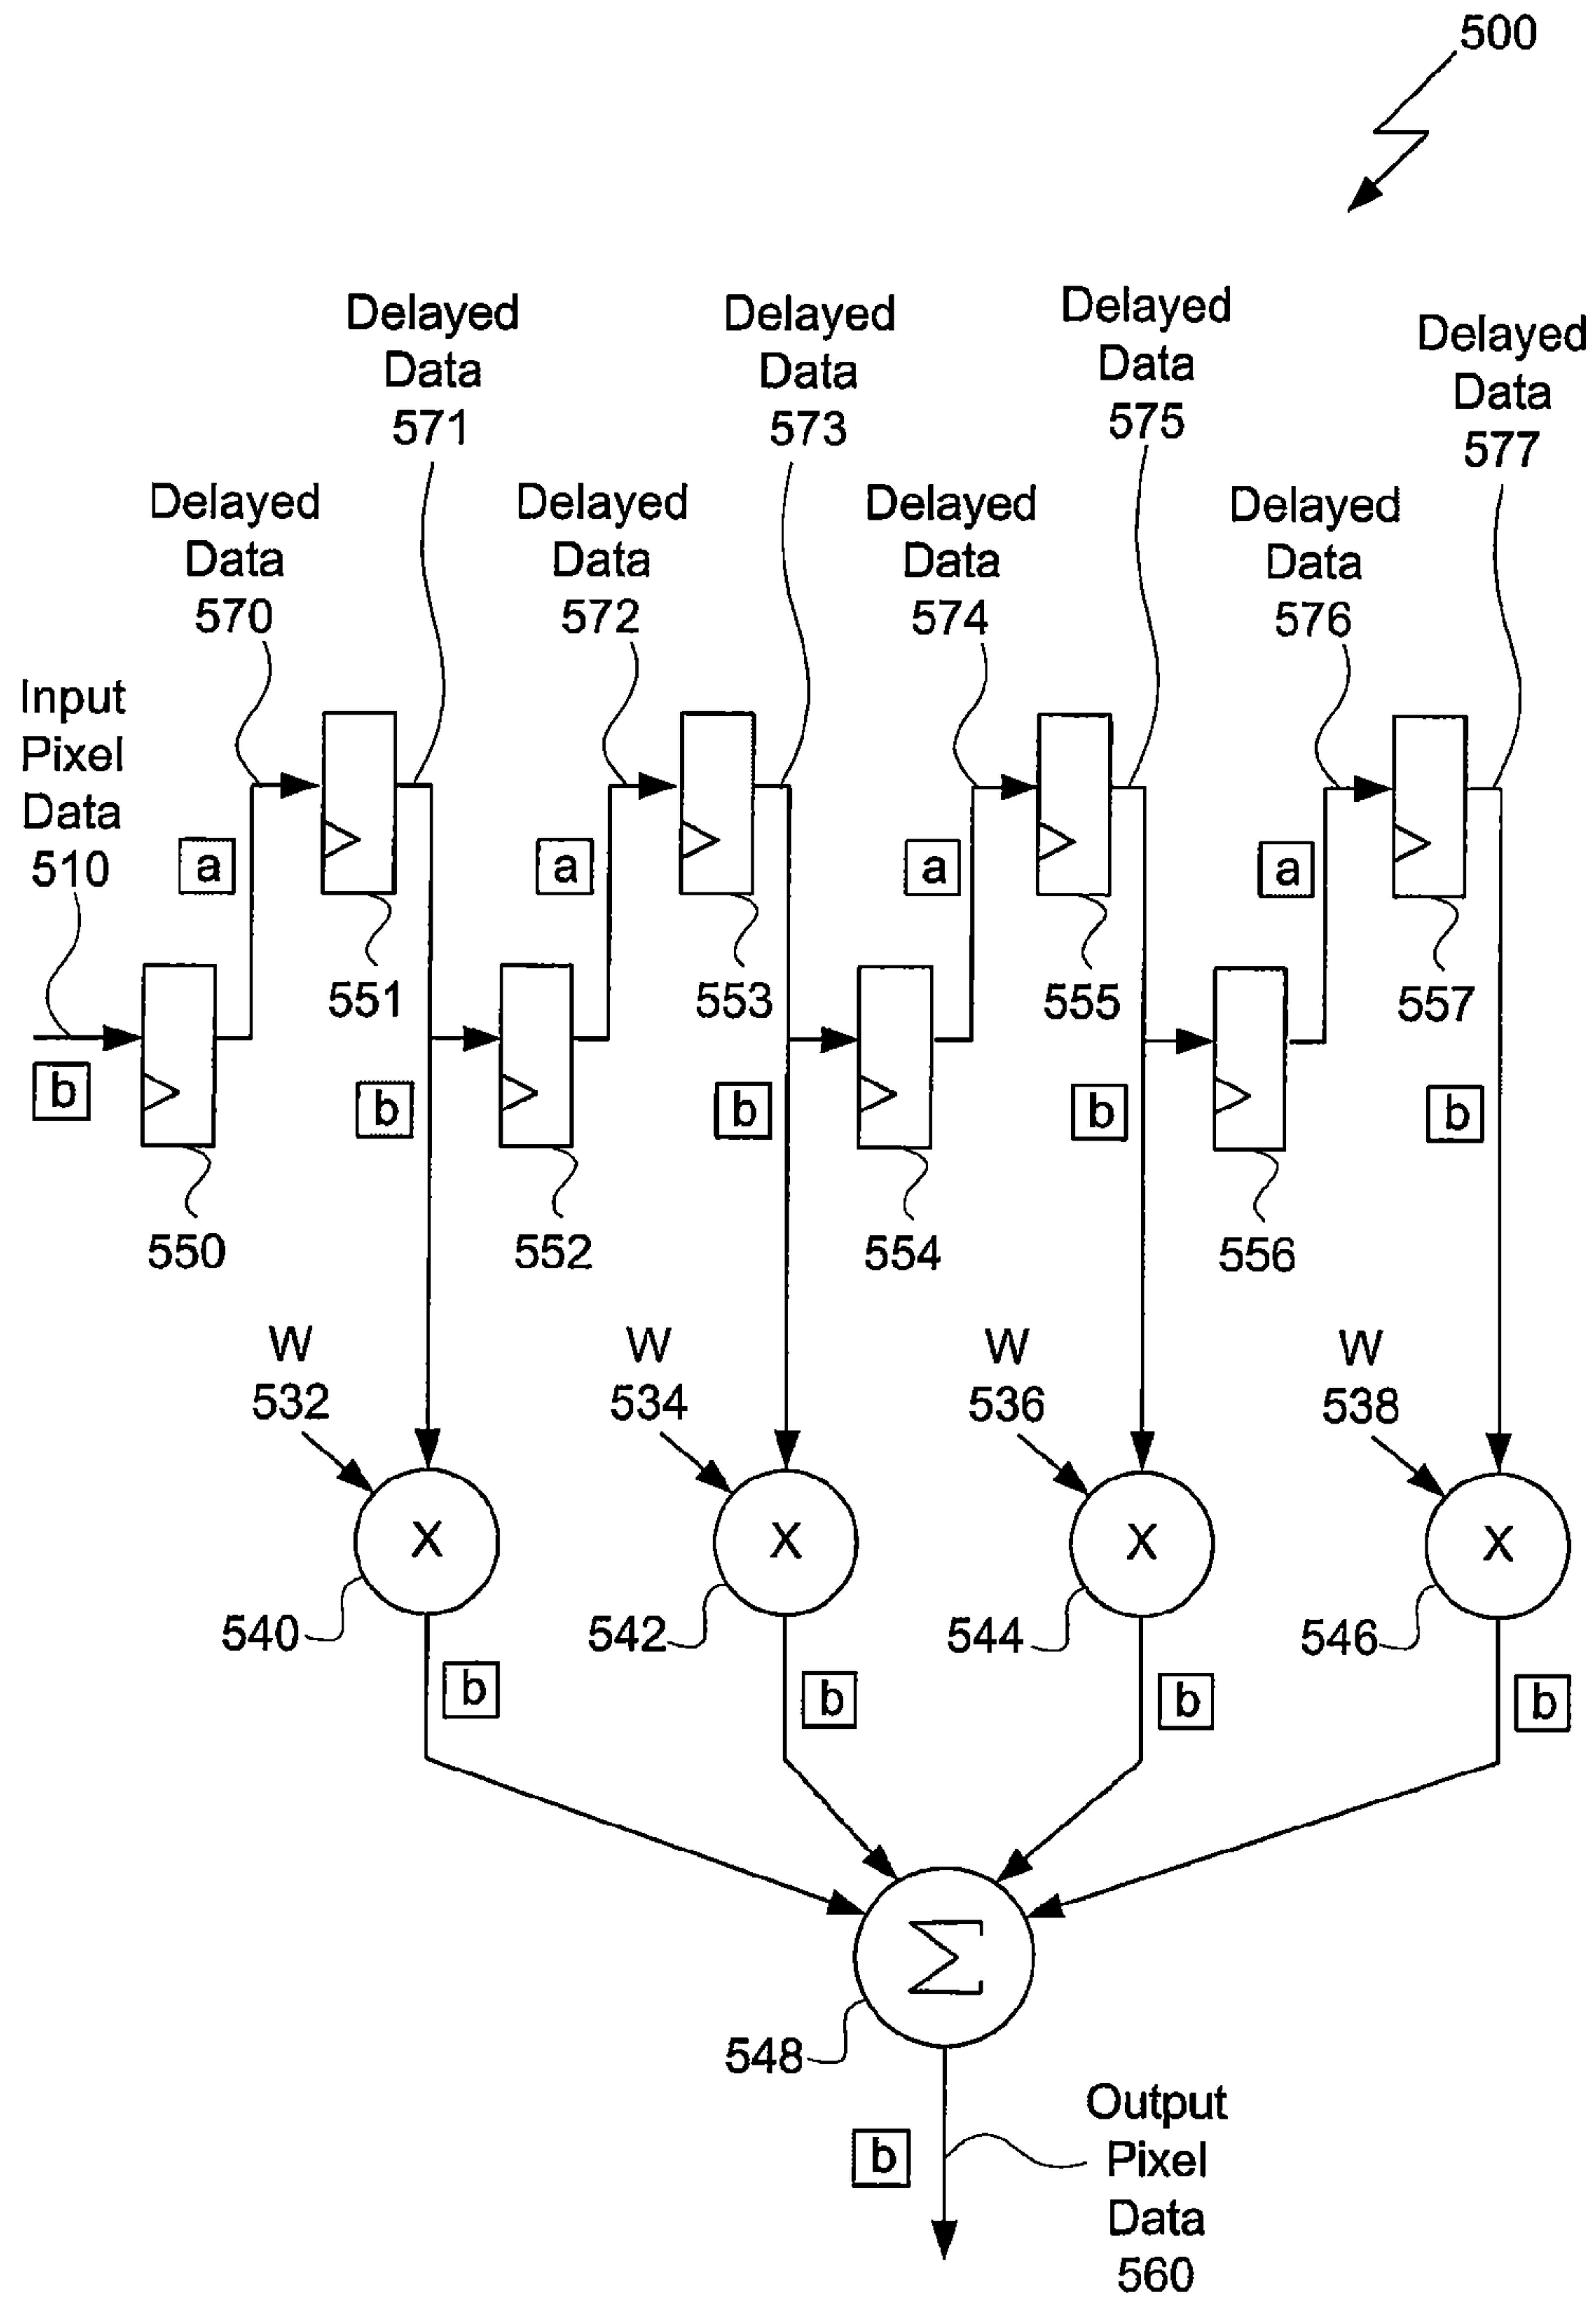 500
Delayed
Data
571
Delayed
Data
573
Delayed
Data
575
Delayed
Data
577
Delayed
Data
570
Delayed
Data
572
Delayed
Data
574
Delayed
Data
576
Input
Pixel
Data
510
a
a
a
a
551
553
555
557
b
b
b
b
b
550
552
554
556
W
532
W
534
W
536
W
538
X
X
X
X
540
542
544
546
b
b
b
b
Σ
548
b
Output
Pixel
Data
560